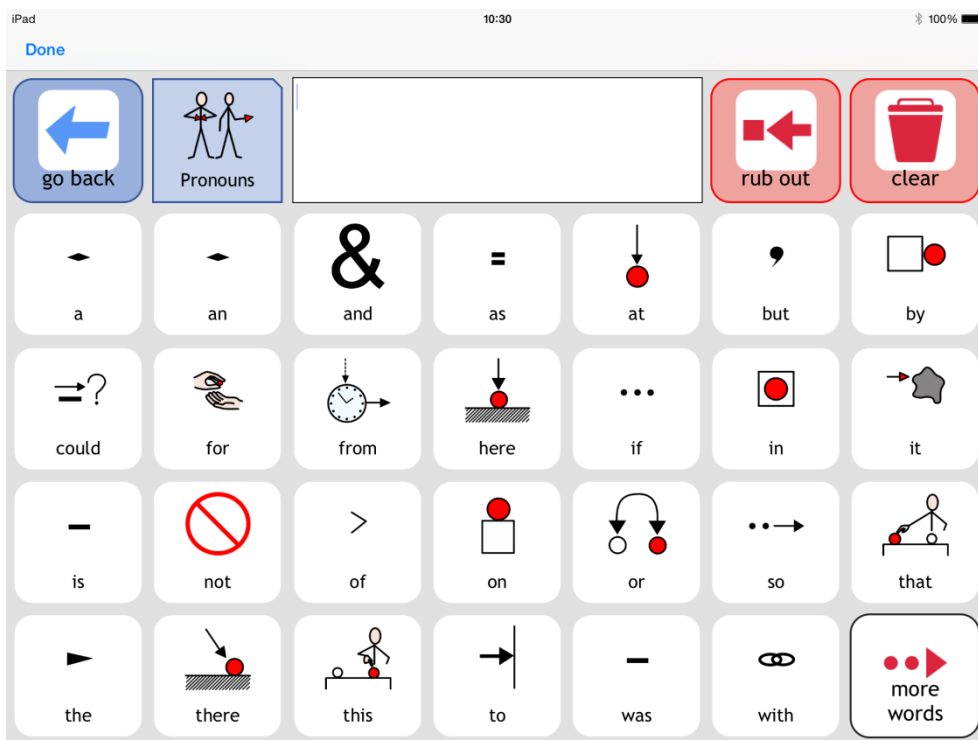 iPad 10:30 100%
Done
go back Pronouns rub out clear
&
a an and as at but by
?
could for from here if in it
is not of on or so that
the there this to was with more words